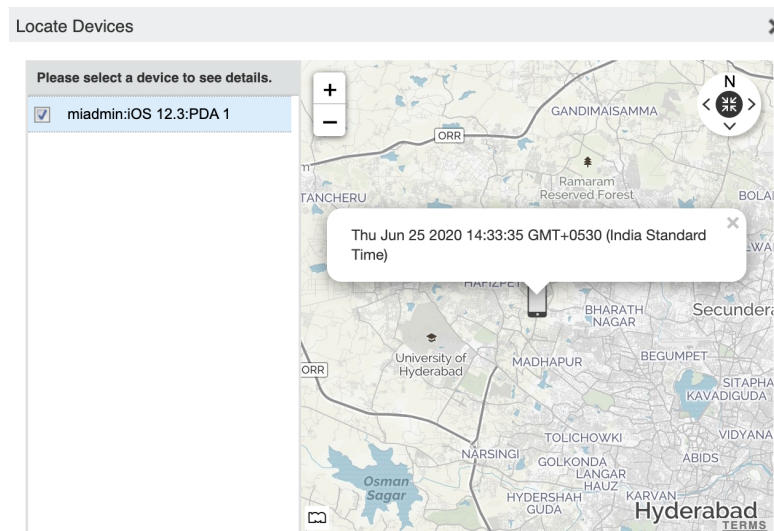 Locate Devices
Please select a device to see details.
miadmin:iOS 12.3:PDA 1
+
−
N
GANDIMAISAMMA
ORR
Ramaram
Reserved Forest
TANCHERU
BOLA
Thu Jun 25 2020 14:33:35 GMT+0530 (India Standard
Time)
WA
HAFIZPET
BHARATH
NAGAR
Secundera
University of
Hyderabad
MADHAPUR
BEGUMPET
ORR
SITAPHA
KAVADIGUDA
TOLICHOWKI
VIDYANA
NARSINGI
GOLKONDA
ABIDS
LANGAR
HAUZ
Osman
Sagar
HYDERSHAH
GUDA
KARVAN
Hyderabad
TERMS